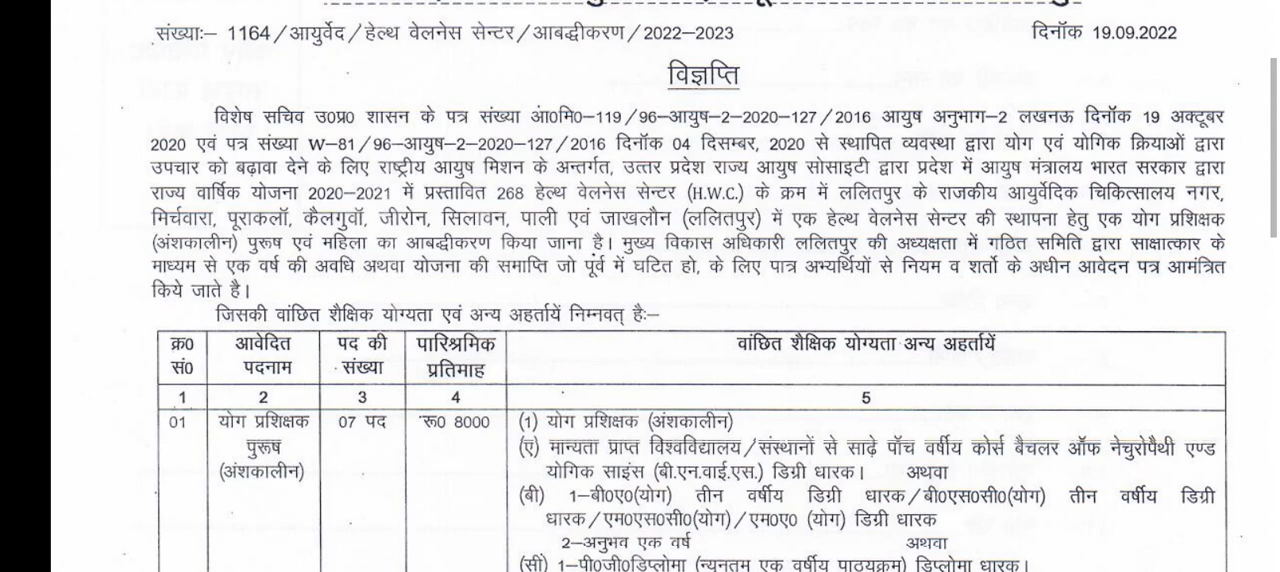 संख्याः– 1164/आयुर्वेद/हेल्थ वेलनेस सेन्टर/आबद्धीकरण/2022–2023 दिनॉक 19.09.2022
विज्ञप्ति
विशेष सचिव उ0प्र0 शासन के पत्र संख्या आ0मि0–119/96–आयुष–2–2020–127/2016 आयुष अनुभाग–2 लखनऊ दिनॉक 19 अक्टूबर
2020 एवं पत्र संख्या W–81/96–आयुष–2–2020–127/2016 दिनॉक 04 दिसम्बर, 2020 से स्थापित व्यवस्था द्वारा योग एवं योगिक क्रियाओं द्वारा
उपचार को बढ़ावा देने के लिए राष्ट्रीय आयुष मिशन के अन्तर्गत, उत्तर प्रदेश राज्य आयुष सोसाइटी द्वारा प्रदेश में आयुष मंत्रालय भारत सरकार द्वारा
राज्य वार्षिक योजना 2020–2021 में प्रस्तावित 268 हेल्थ वेलनेस सेन्टर (H.W.C.) के क्रम में ललितपुर के राजकीय आयुर्वेदिक चिकित्सालय नगर,
मिर्चवारा, पूराकलॉ, कैलगुवॉ, जीरोन, सिलावन, पाली एवं जाखलौन (ललितपुर) में एक हेल्थ वेलनेस सेन्टर की स्थापना हेतु एक योग प्रशिक्षक
(अंशकालीन) पुरूष एवं महिला का आबद्धीकरण किया जाना है। मुख्य विकास अधिकारी ललितपुर की अध्यक्षता में गठित समिति द्वारा साक्षात्कार के
माध्यम से एक वर्ष की अवधि अथवा योजना की समाप्ति जो पूर्व में घटित हो, के लिए पात्र अभ्यर्थियों से नियम व शर्तो के अधीन आवेदन पत्र आमंत्रित
किये जाते है।
जिसकी वांछित शैक्षिक योग्यता एवं अन्य अहर्तायें निम्नवत् हैः–
क्र0 सं0 आवेदित पदनाम पद की संख्या पारिश्रमिक प्रतिमाह वांछित शैक्षिक योग्यता अन्य अहर्तायें
1 2 3 4 5
01 योग प्रशिक्षक पुरूष (अंशकालीन) 07 पद रू0 8000 (1) योग प्रशिक्षक (अंशकालीन)
(ए) मान्यता प्राप्त विश्वविद्यालय/संस्थानों से साढ़े पॉच वर्षीय कोर्स बैचलर ऑफ नेचुरोपैथी एण्ड
योगिक साइंस (बी.एन.वाई.एस.) डिग्री धारक। अथवा
(बी) 1–बी0ए0(योग) तीन वर्षीय डिग्री धारक/बी0एस0सी0(योग) तीन वर्षीय डिग्री
धारक/एम0एस0सी0(योग)/एम0ए0 (योग) डिग्री धारक
2–अनुभव एक वर्ष अथवा
(सी) 1–पी0जी0डिप्लोमा (न्यूनतम एक वर्षीय पाठयक्रम) डिप्लोमा धारक।